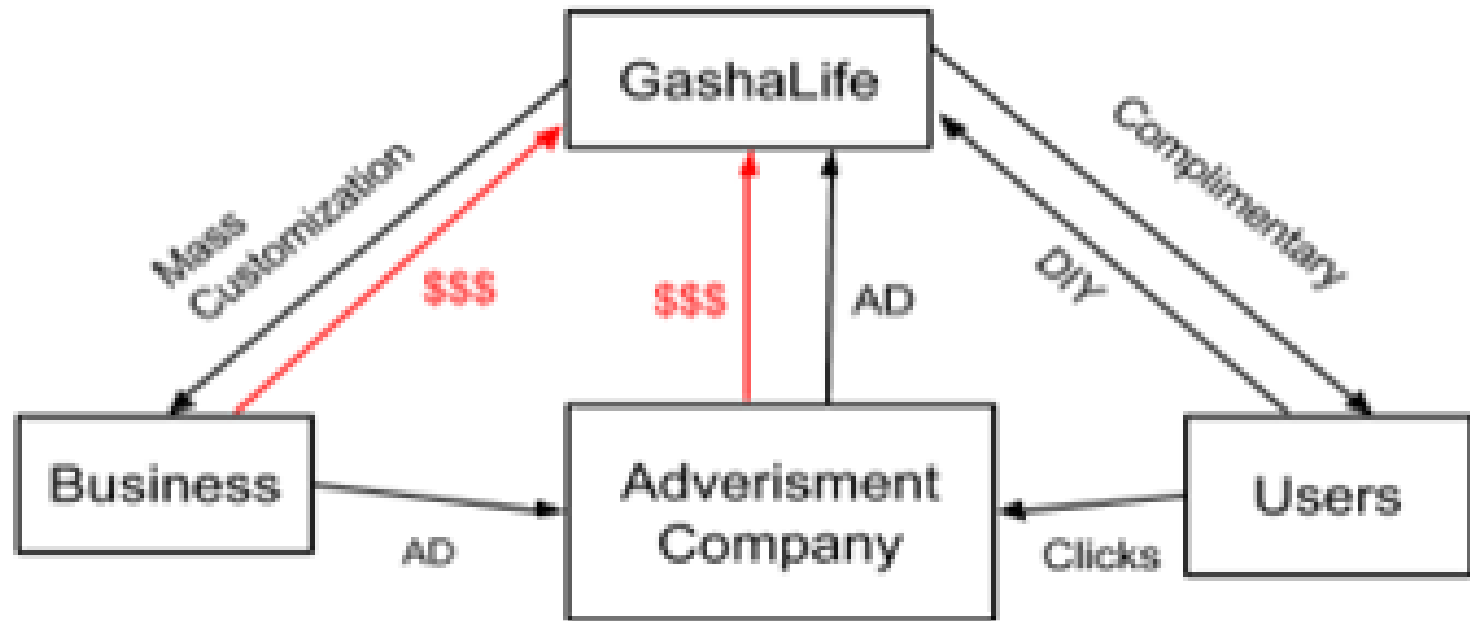 GashaLife
Mass
Customization
$$$
$$$
AD
DIY
Complimentary
Business
AD
Adverisment
Company
Clicks
Users